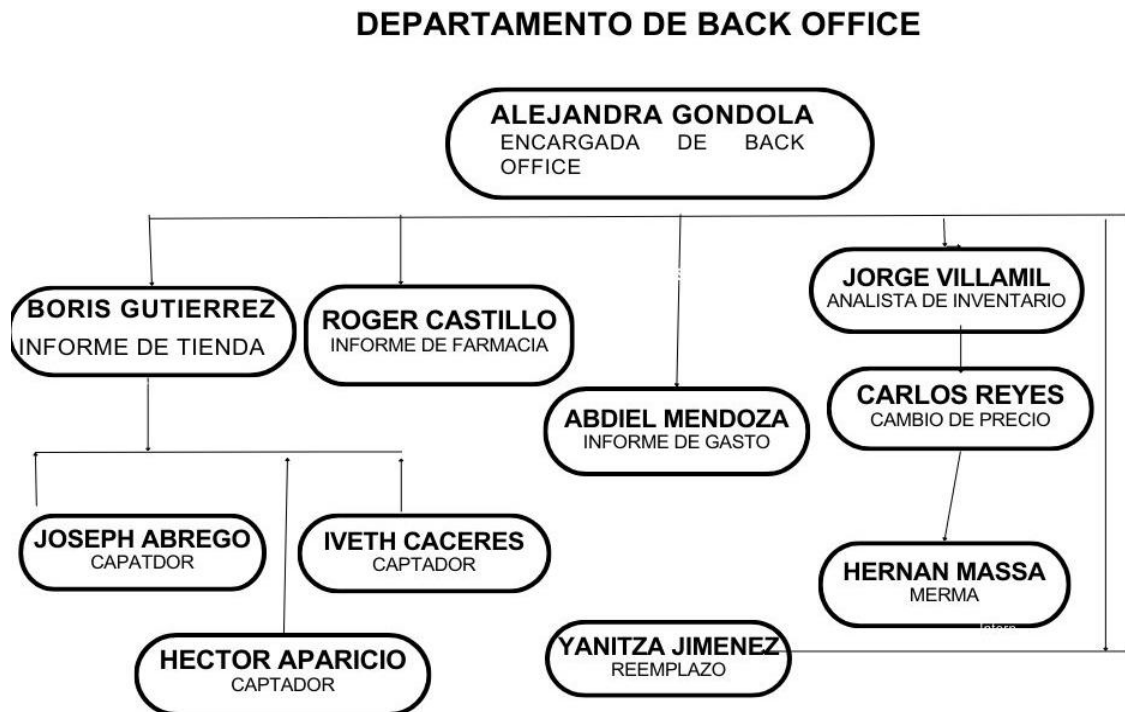 DEPARTAMENTO DE BACK OFFICE
ALEJANDRA GONDOLA
ENCARGADA DE BACK
OFFICE
BORIS GUTIERREZ
INFORME DE TIENDA
ROGER CASTILLO
INFORME DE FARMACIA
ABDIEL MENDOZA
INFORME DE GASTO
JORGE VILLAMIL
ANALISTA DE INVENTARIO
CARLOS REYES
CAMBIO DE PRECIO
HERNAN MASSA
MERMA
JOSEPH ABREGO
CAPATDOR
IVETH CACERES
CAPTADOR
HECTOR APARICIO
CAPTADOR
YANITZA JIMENEZ
REEMPLAZO